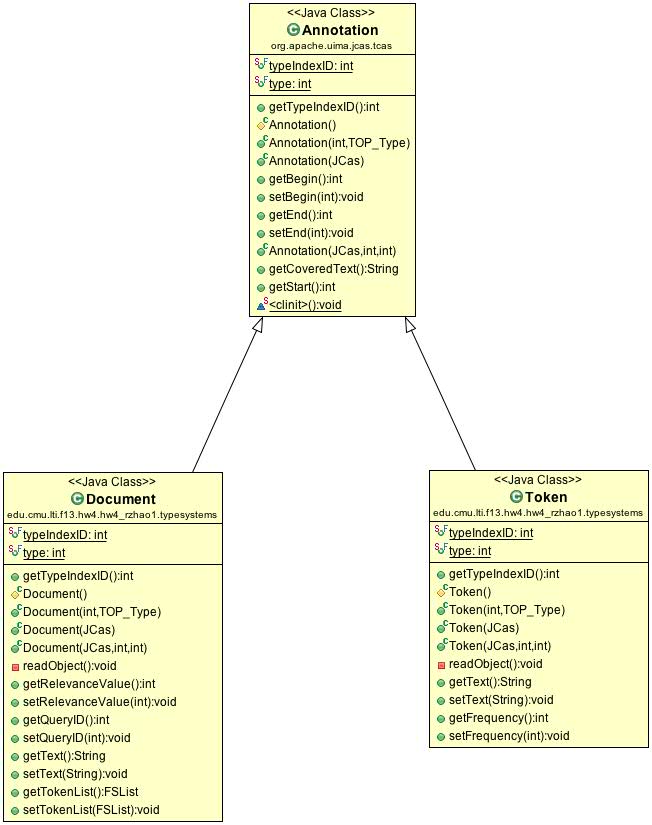 <<Java Class>>
Annotation
org.apache.uima.jcas.tcas
typeIndexID: int
type: int
getTypeIndexID():int
Annotation()
Annotation(int,TOP_Type)
Annotation(JCas)
getBegin():int
setBegin(int):void
getEnd():int
setEnd(int):void
Annotation(JCas,int,int)
getCoveredText():String
getStart():int
<clinit>():void
<<Java Class>>
Document
edu.cmu.lti.f13.hw4.hw4_rzhao1.typesystems
typeIndexID: int
type: int
getTypeIndexID():int
Document()
Document(int,TOP_Type)
Document(JCas)
Document(JCas,int,int)
readObject():void
getRelevanceValue():int
setRelevanceValue(int):void
getQueryID():int
setQueryID(int):void
getText():String
setText(String):void
getTokenList():FSList
setTokenList(FSList):void
<<Java Class>>
Token
edu.cmu.lti.f13.hw4.hw4_rzhao1.typesystems
typeIndexID: int
type: int
getTypeIndexID():int
Token()
Token(int,TOP_Type)
Token(JCas)
Token(JCas,int,int)
readObject():void
getText():String
setText(String):void
getFrequency():int
setFrequency(int):void